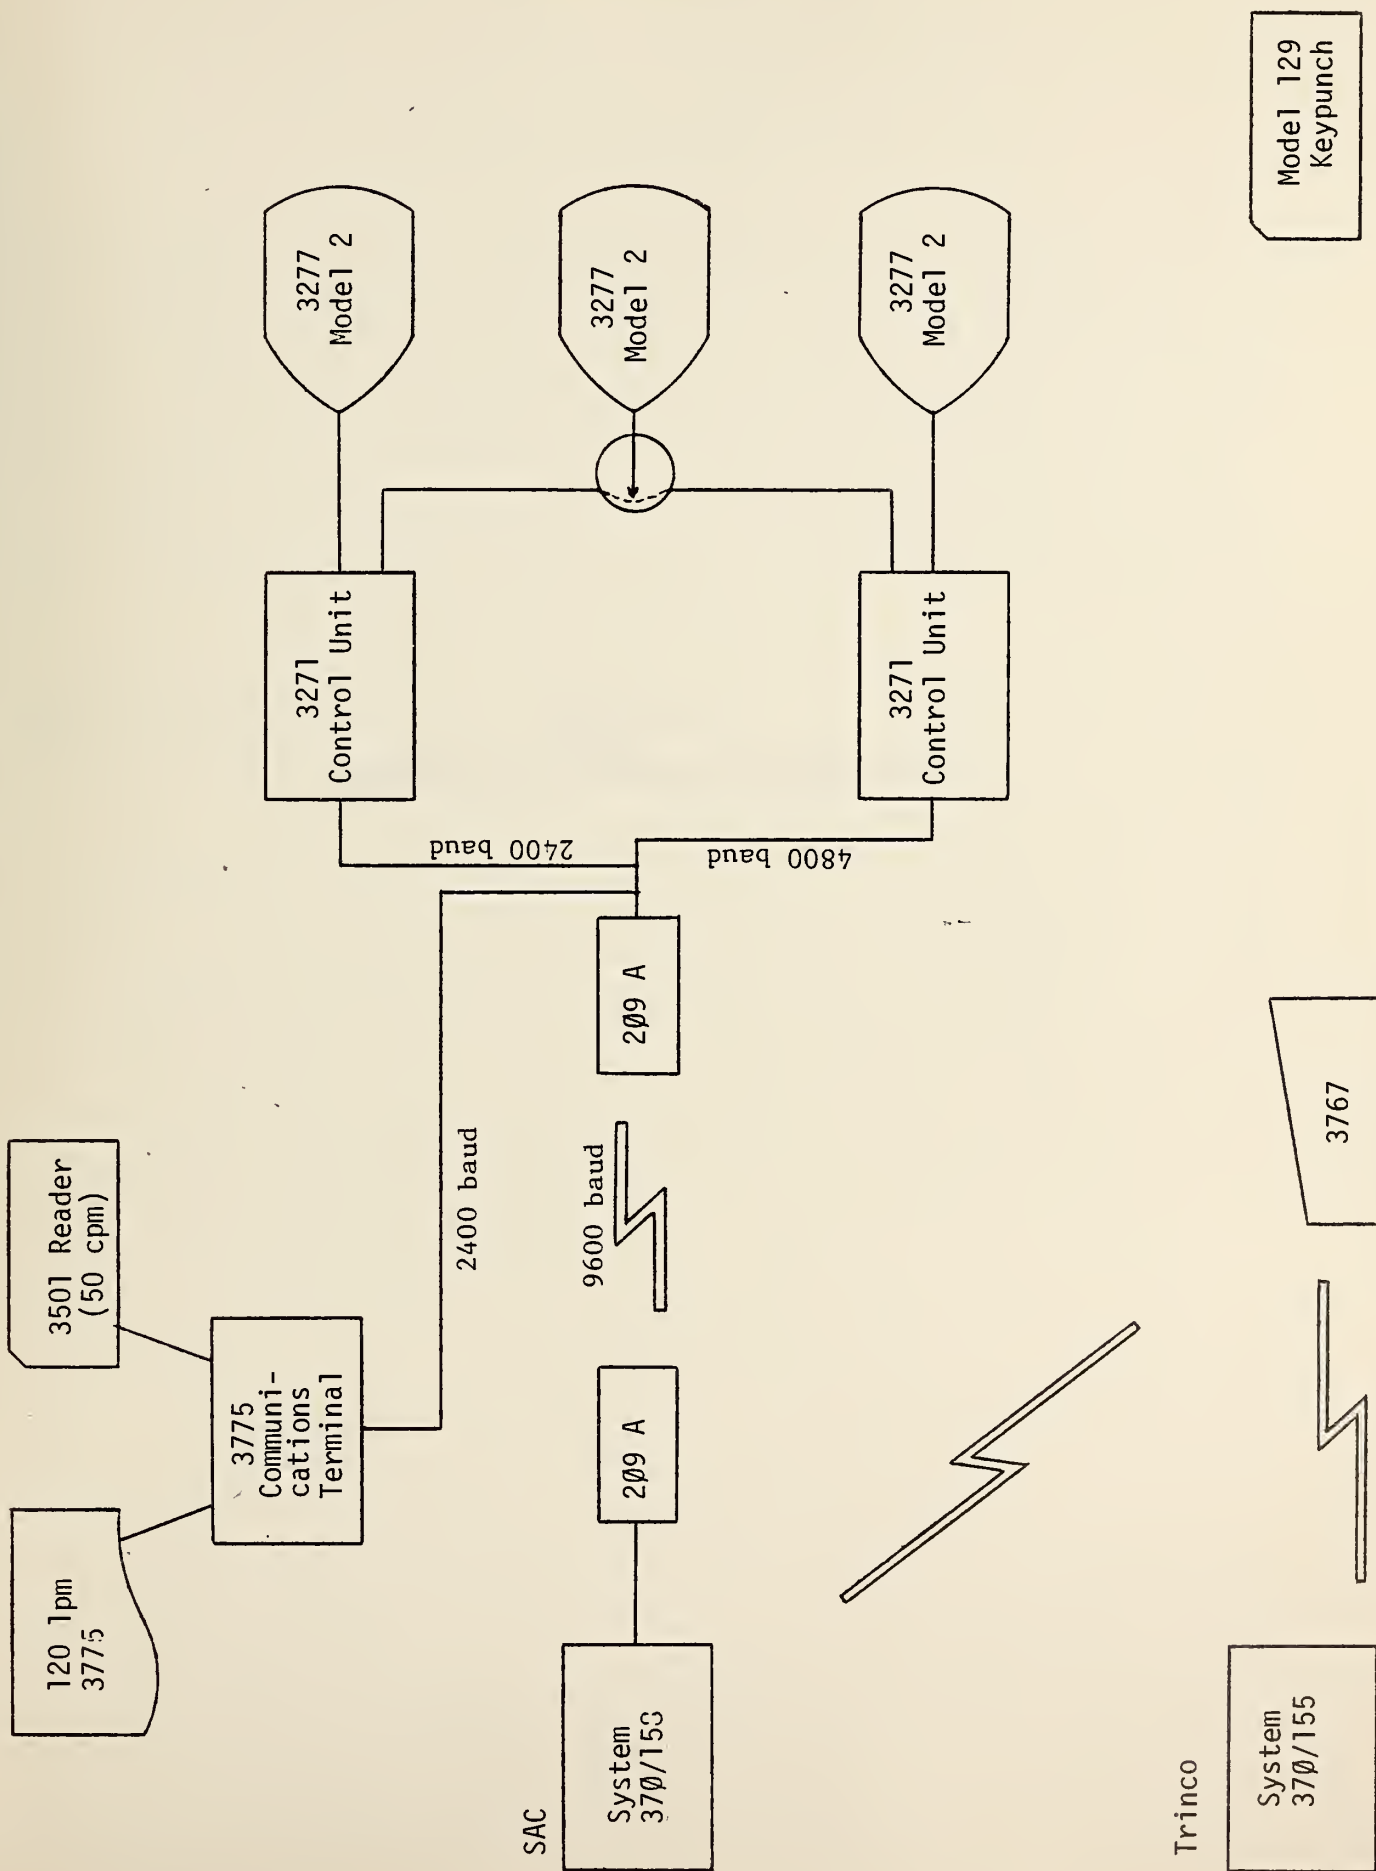 120 lpm
3775
3501 Reader
(50 cpm)
3775
Communi-
cations
Terminal
2400 baud
SAC
System
37Ø/158
2Ø9 A
9600 baud
2Ø9 A
2400 baud
4800 baud
3271
Control Unit
3277
Model 2
3277
Model 2
3271
Control Unit
3277
Model 2
Trinco
System
37Ø/155
3767
Model 129
Keypunch